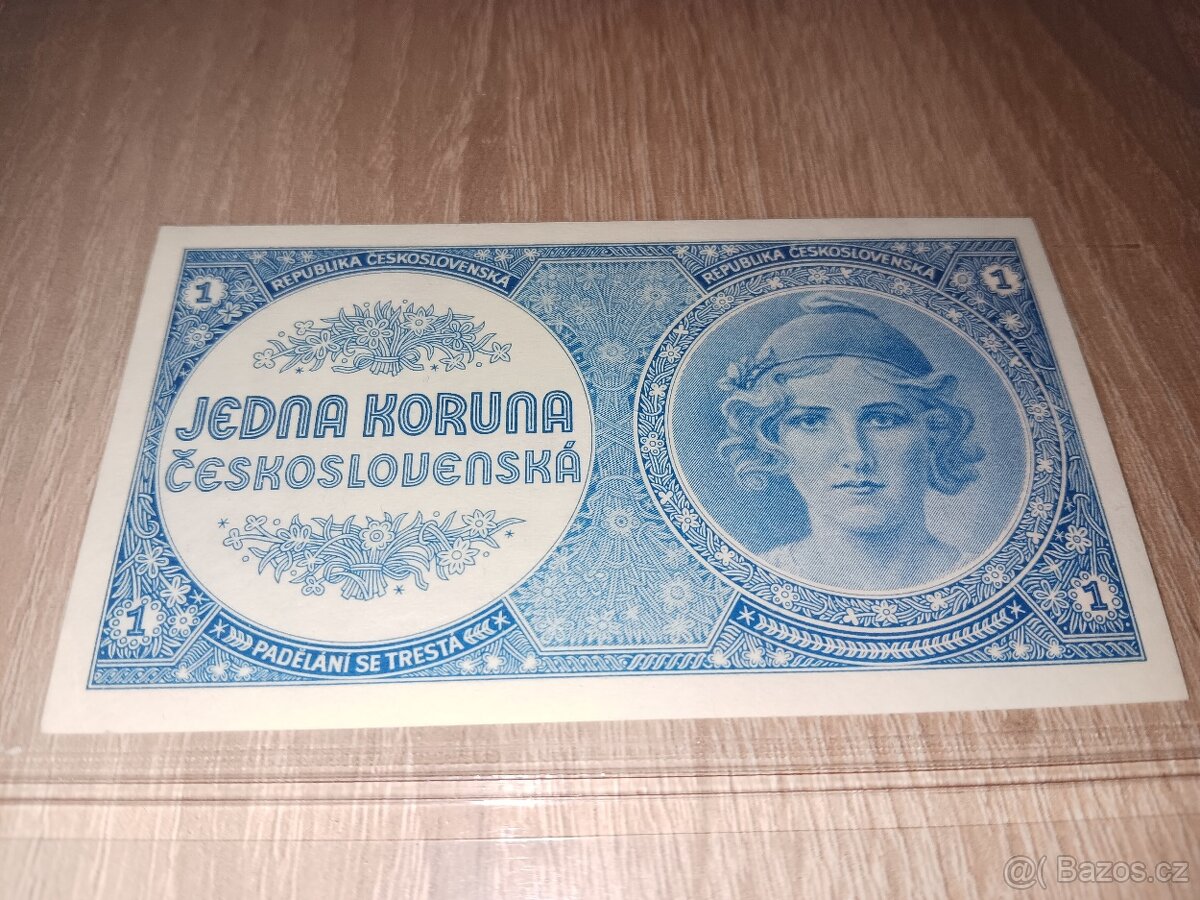 REPUBLIKA ČESKOSLOVENSKÁ
REPUBLIKA ČESKOSLOVENSKÁ
1
1
JEDNA KORUNA
ČESKOSLOVENSKÁ
1
1
PADĚLÁNÍ SE TRESTÁ
@( Bazos.cz